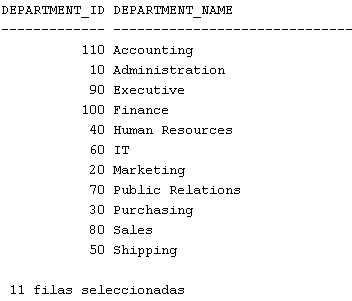 DEPARTMENT_ID DEPARTMENT_NAME
------------- ------------------------------
110 Accounting
10 Administration
90 Executive
100 Finance
40 Human Resources
60 IT
20 Marketing
70 Public Relations
30 Purchasing
80 Sales
50 Shipping
11 filas seleccionadas